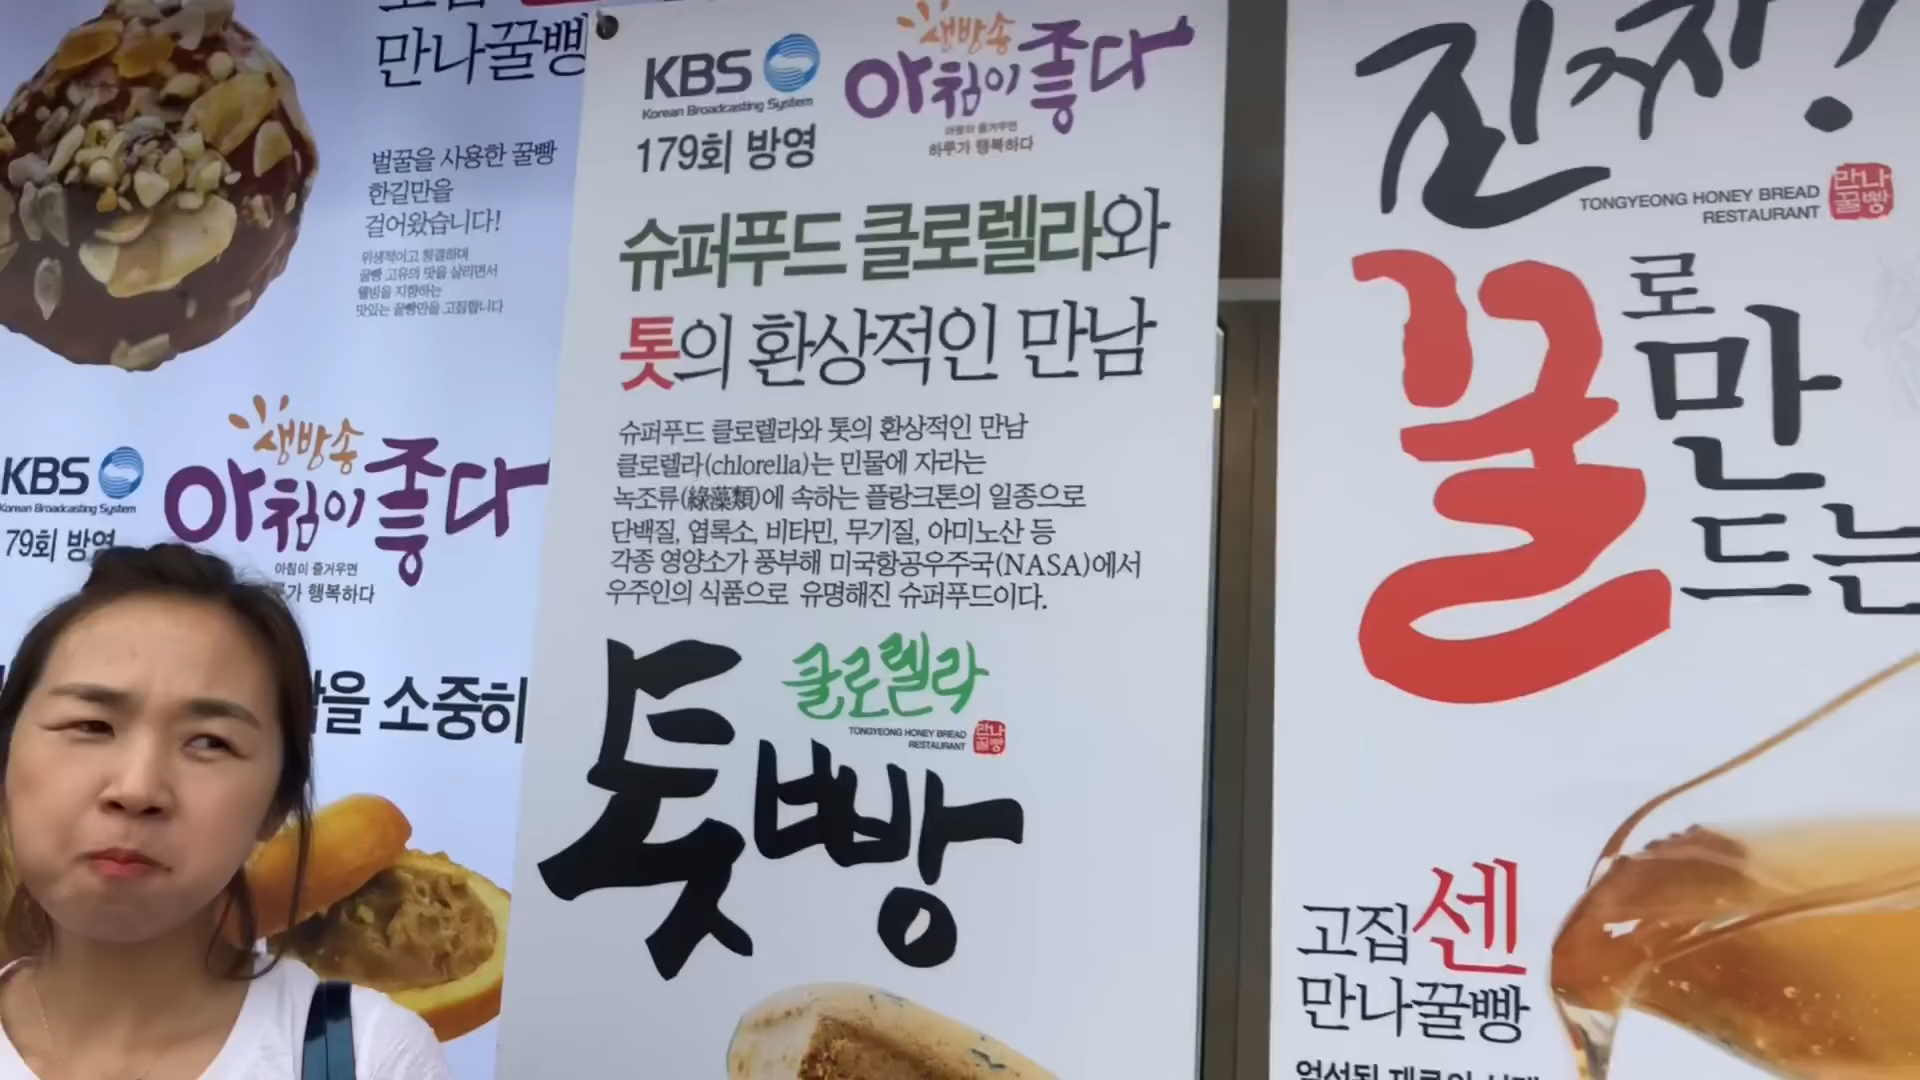 만나꿀빵
벌꿀을 사용한 꿀빵
한길만을
걸어왔습니다!
위생적이고 청결하며
꿀빵 고유의 맛을 살리면서
웰빙을 지향하는
맛있는 꿀빵만을 고집합니다
KBS
Korean Broadcasting System
79회 방영
생방송
아침이 좋다
아침이 즐거우면
하루가 행복하다
을 소중히
KBS
Korean Broadcasting System
179회 방영
생방송
아침이 좋다
아침이 즐거우면
하루가 행복하다
슈퍼푸드 클로렐라와
톳의 환상적인 만남
슈퍼푸드 클로렐라와 톳의 환상적인 만남
클로렐라(chlorella)는 민물에 자라는
녹조류(綠藻類)에 속하는 플랑크톤의 일종으로
단백질, 엽록소, 비타민, 무기질, 아미노산 등
각종 영양소가 풍부해 미국항공우주국(NASA)에서
우주인의 식품으로 유명해진 슈퍼푸드이다.
클로렐라
TONGYEONG HONEY BREAD
RESTAURANT
만나
꿀빵
톳빵
진짜!
TONGYEONG HONEY BREAD
RESTAURANT
만나
꿀빵
꿀로
만
드는
고집센
만나꿀빵